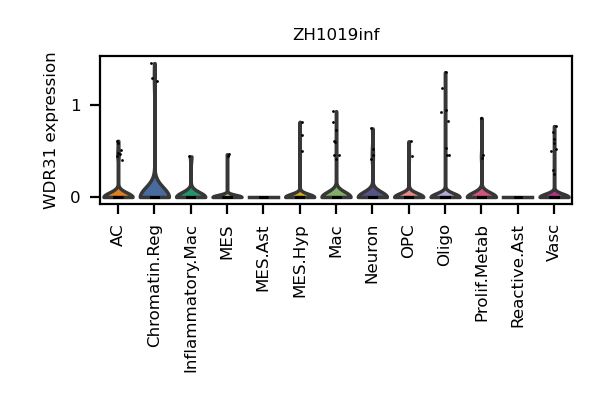 ZH1019inf
WDR31 expression
1
0
AC
Chromatin.Reg
Inflammatory.Mac
MES
MES.Ast
MES.Hyp
Mac
Neuron
OPC
Oligo
Prolif.Metab
Reactive.Ast
Vasc